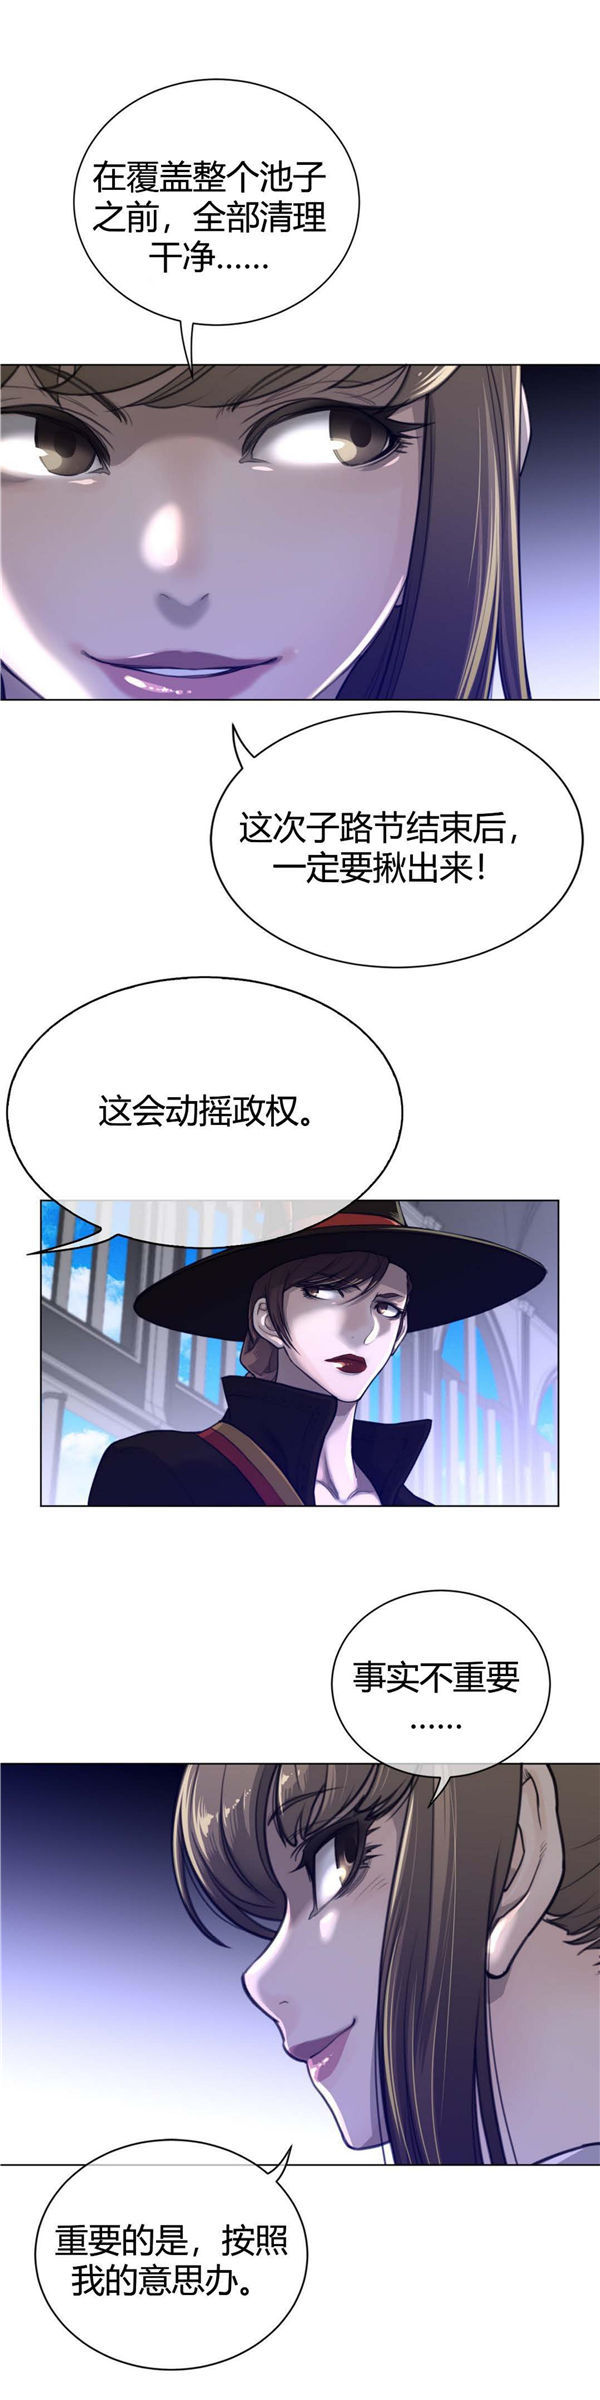 在覆盖整个池子
之前，全部清理
干净……
这次子路节结束后，
一定要揪出来！
这会动摇政权。
事实不重要
……
重要的是，按照
我的意思办。